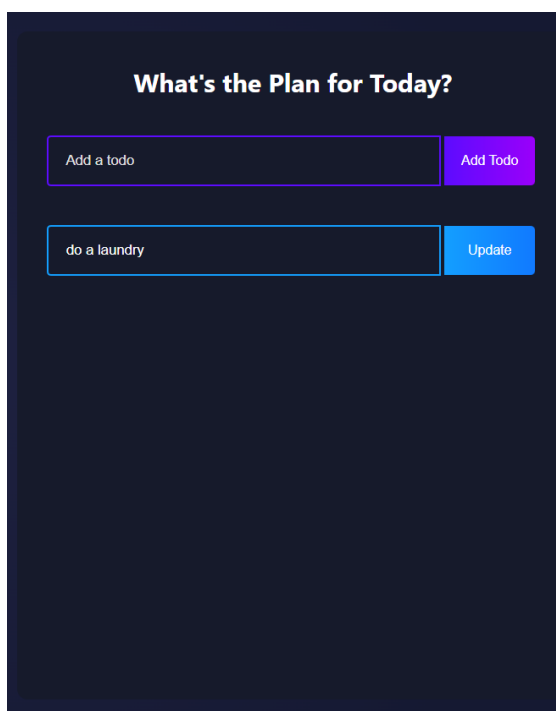 What's the Plan for Today?
Add a todo
Add Todo
do a laundry
Update